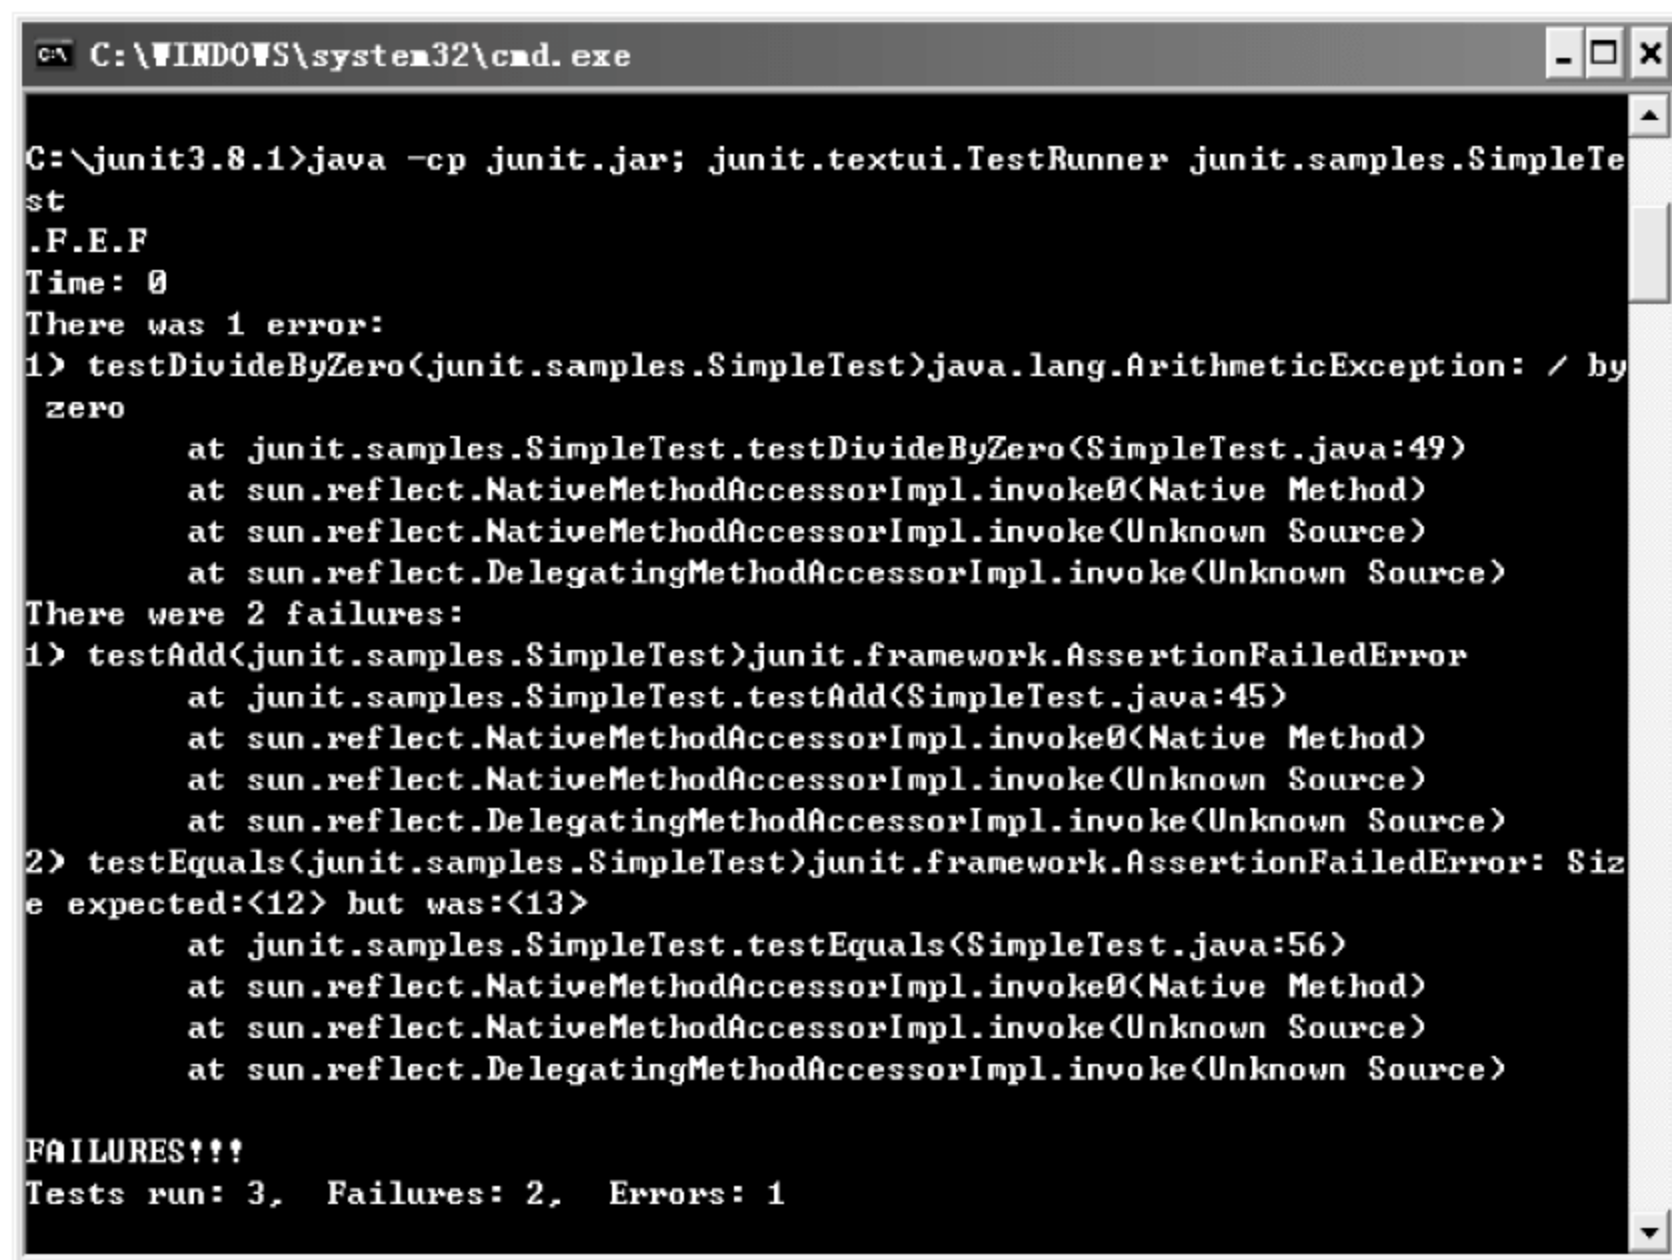 C:\WINDOWS\system32\cmd.exe
C:\junit3.8.1>java -cp junit.jar; junit.textui.TestRunner junit.samples.SimpleTe
st
.F.E.F
Time: 0
There was 1 error:
1) testDivideByZero(junit.samples.SimpleTest)java.lang.ArithmeticException: / by
 zero
        at junit.samples.SimpleTest.testDivideByZero(SimpleTest.java:49)
        at sun.reflect.NativeMethodAccessorImpl.invoke0(Native Method)
        at sun.reflect.NativeMethodAccessorImpl.invoke(Unknown Source)
        at sun.reflect.DelegatingMethodAccessorImpl.invoke(Unknown Source)
There were 2 failures:
1) testAdd(junit.samples.SimpleTest)junit.framework.AssertionFailedError
        at junit.samples.SimpleTest.testAdd(SimpleTest.java:45)
        at sun.reflect.NativeMethodAccessorImpl.invoke0(Native Method)
        at sun.reflect.NativeMethodAccessorImpl.invoke(Unknown Source)
        at sun.reflect.DelegatingMethodAccessorImpl.invoke(Unknown Source)
2) testEquals(junit.samples.SimpleTest)junit.framework.AssertionFailedError: Siz
e expected:<12> but was:<13>
        at junit.samples.SimpleTest.testEquals(SimpleTest.java:56)
        at sun.reflect.NativeMethodAccessorImpl.invoke0(Native Method)
        at sun.reflect.NativeMethodAccessorImpl.invoke(Unknown Source)
        at sun.reflect.DelegatingMethodAccessorImpl.invoke(Unknown Source)
FAILURES!!!
Tests run: 3,  Failures: 2,  Errors: 1